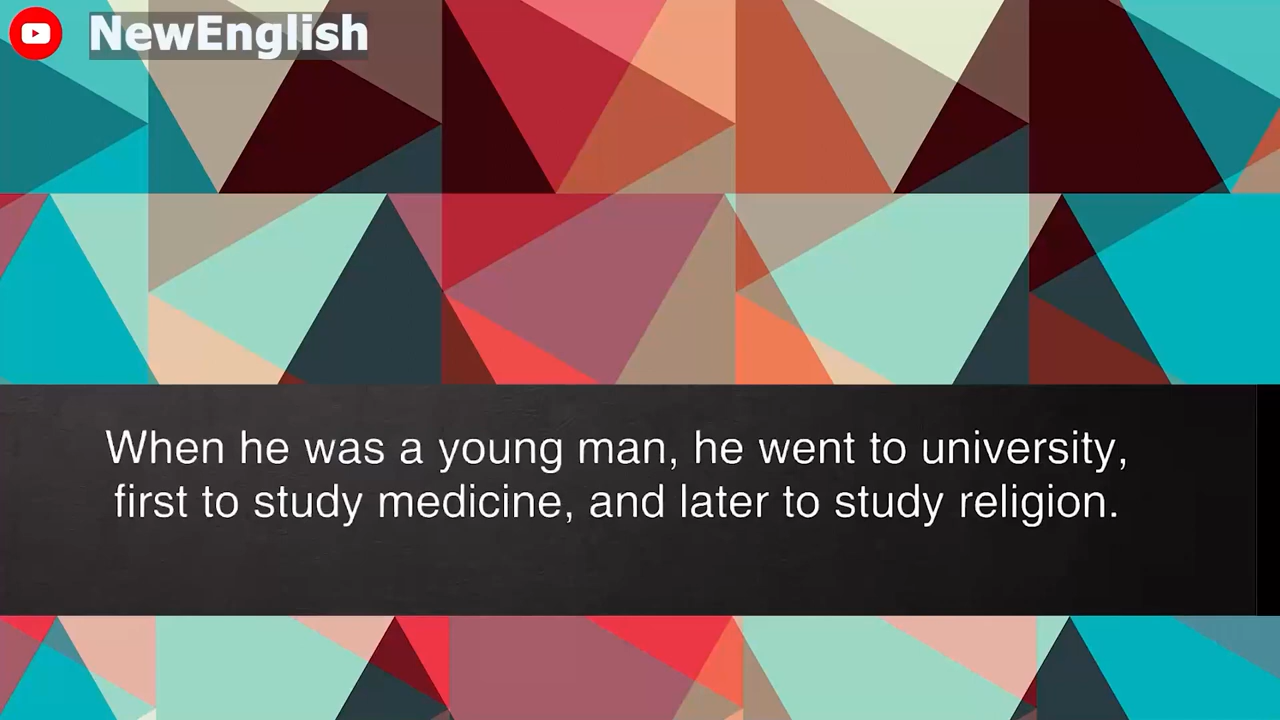 NewEnglish
When he was a young man, he went to university,
first to study medicine, and later to study religion.